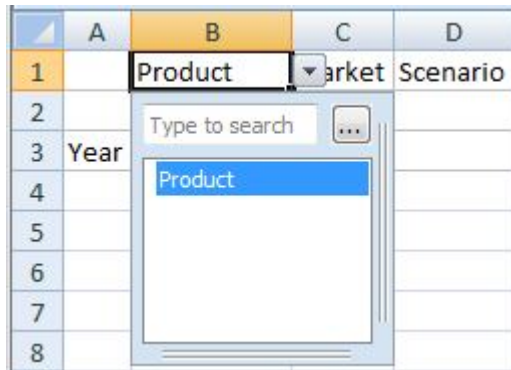 A B C D
1 Product arket Scenario
2 Type to search ...
3 Year
4 Product
5
6
7
8